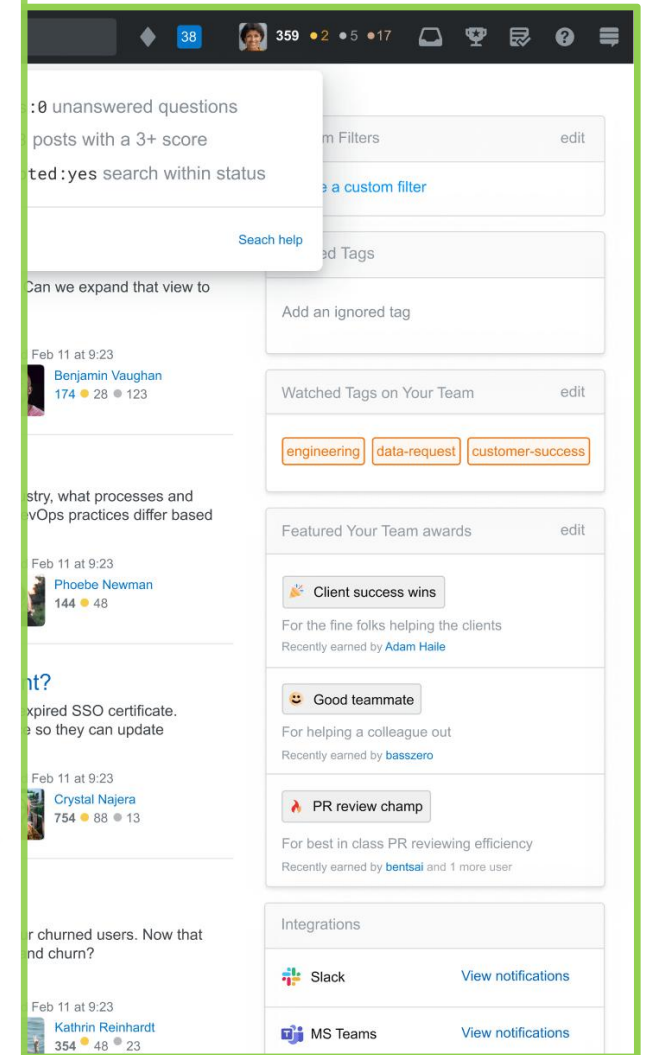 38 359 2 5 17
:0 unanswered questions
posts with a 3+ score
ted:yes search within status
Seach help
m Filters edit
e a custom filter
ed Tags
Add an ignored tag
Can we expand that view to
Feb 11 at 9:23
Benjamin Vaughan
174 28 123
Watched Tags on Your Team edit
engineering data-request customer-success
stry, what processes and
vOps practices differ based
Feb 11 at 9:23
Phoebe Newman
144 48
Featured Your Team awards edit
Client success wins
For the fine folks helping the clients
Recently earned by Adam Haile
Good teammate
For helping a colleague out
Recently earned by basszero
PR review champ
For best in class PR reviewing efficiency
Recently earned by bentsai and 1 more user
nt?
xpired SSO certificate.
e so they can update
Feb 11 at 9:23
Crystal Najera
754 88 13
r churned users. Now that
nd churn?
Feb 11 at 9:23
Kathrin Reinhardt
354 48 23
Integrations
Slack View notifications
MS Teams View notifications